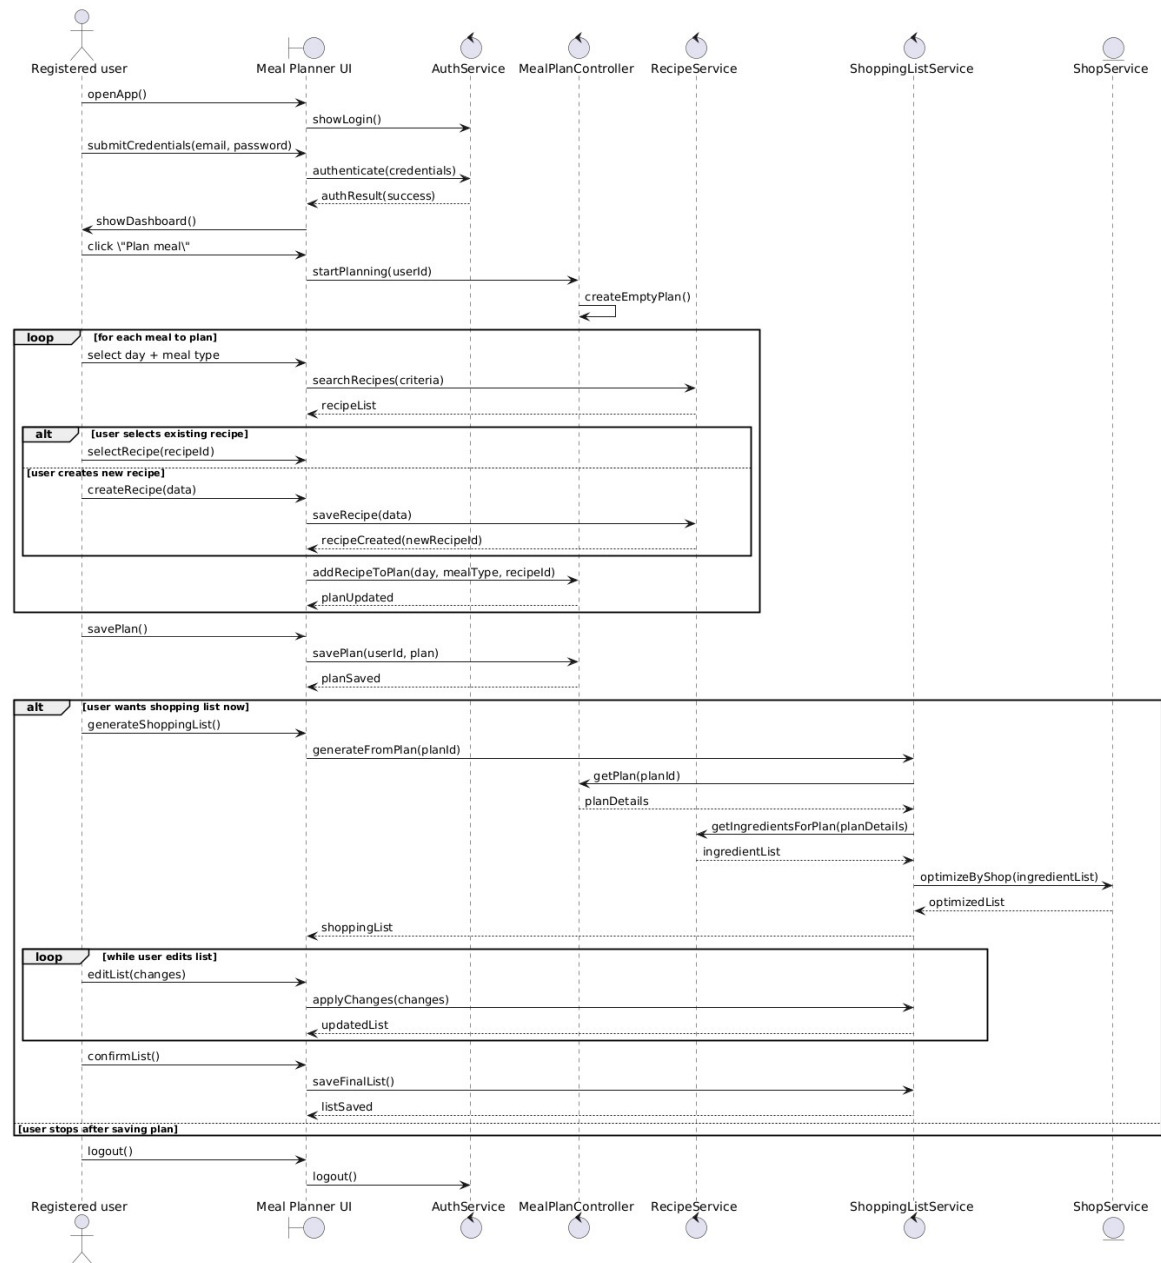 Registered user
Meal Planner UI
AuthService
MealPlanController
RecipeService
ShoppingListService
ShopService
openApp()
showLogin()
submitCredentials(email, password)
authenticate(credentials)
authResult(success)
showDashboard()
click \"Plan meal\"
startPlanning(userId)
createEmptyPlan()
loop [for each meal to plan]
select day + meal type
searchRecipes(criteria)
recipeList
alt [user selects existing recipe]
selectRecipe(recipeId)
[user creates new recipe]
createRecipe(data)
saveRecipe(data)
recipeCreated(newRecipeId)
addRecipeToPlan(day, mealType, recipeId)
planUpdated
savePlan()
savePlan(userId, plan)
planSaved
alt [user wants shopping list now]
generateShoppingList()
generateFromPlan(planId)
getPlan(planId)
planDetails
getIngredientsForPlan(planDetails)
ingredientList
optimizeByShop(ingredientList)
optimizedList
shoppingList
loop [while user edits list]
editList(changes)
applyChanges(changes)
updatedList
confirmList()
saveFinalList()
listSaved
[user stops after saving plan]
logout()
logout()
Registered user
Meal Planner UI
AuthService
MealPlanController
RecipeService
ShoppingListService
ShopService